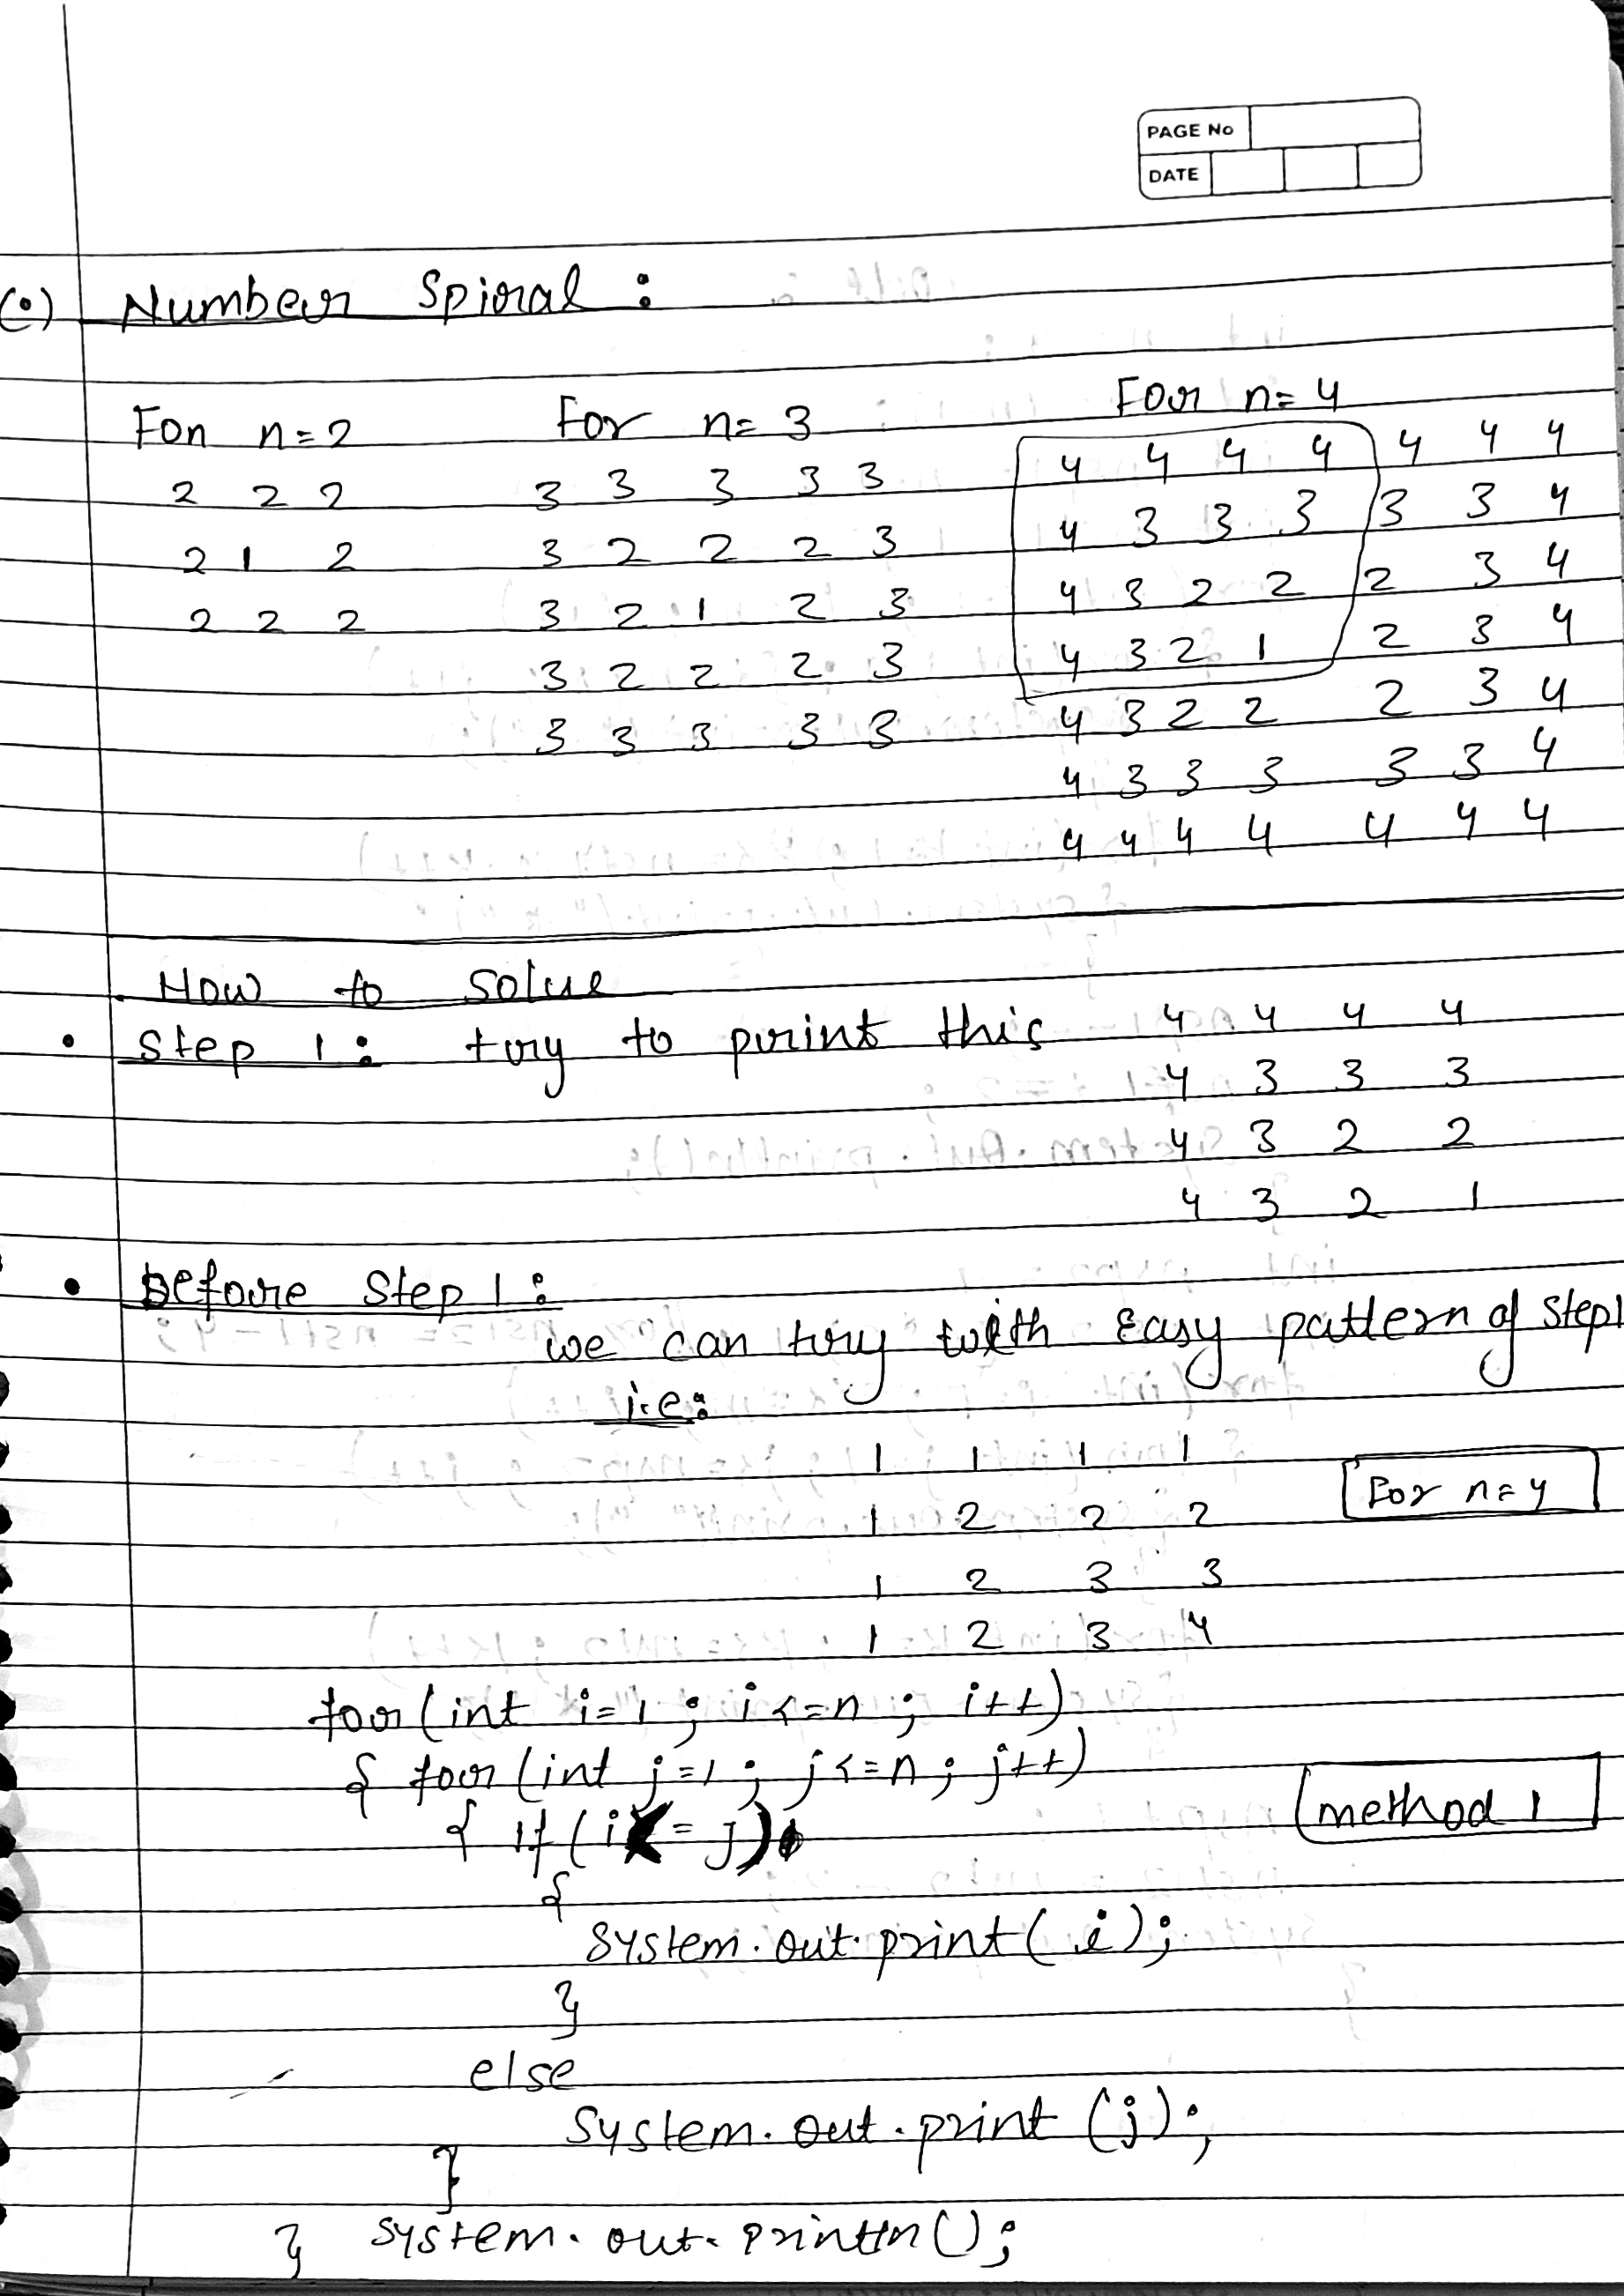 PAGE No
DATE
(•) Number Spiral :
For n=2 For n= 3 For n= 4
2 2 2 3 3 3 3 3 4 4 4 4 4 4 4
2 1 2 3 2 2 2 3 4 3 3 3 3 3 4
2 2 2 3 2 1 2 3 4 3 2 2 2 3 4
3 2 2 2 3 4 3 2 1 2 3 4
3 3 3 3 3 4 3 2 2 2 3 4
4 3 3 3 3 3 4
4 4 4 4 4 4 4
How to solve
• Step 1 : try to print this 4 4 4 4
4 3 3 3
4 3 2 2
4 3 2 1
• Before Step 1 :
we can try with Easy pattern of Step1
i.e:
1 1 1 1
For n=4
1 2 2 2
1 2 3 3
1 2 3 4
for(int i=1 ; i<=n ; i++)
{ for(int j=1 ; j<=n ; j++)
{ if(i<=j)
method 1
{
System.out.print( i );
}
else
System.out.print (j);
}
} System.out.println();